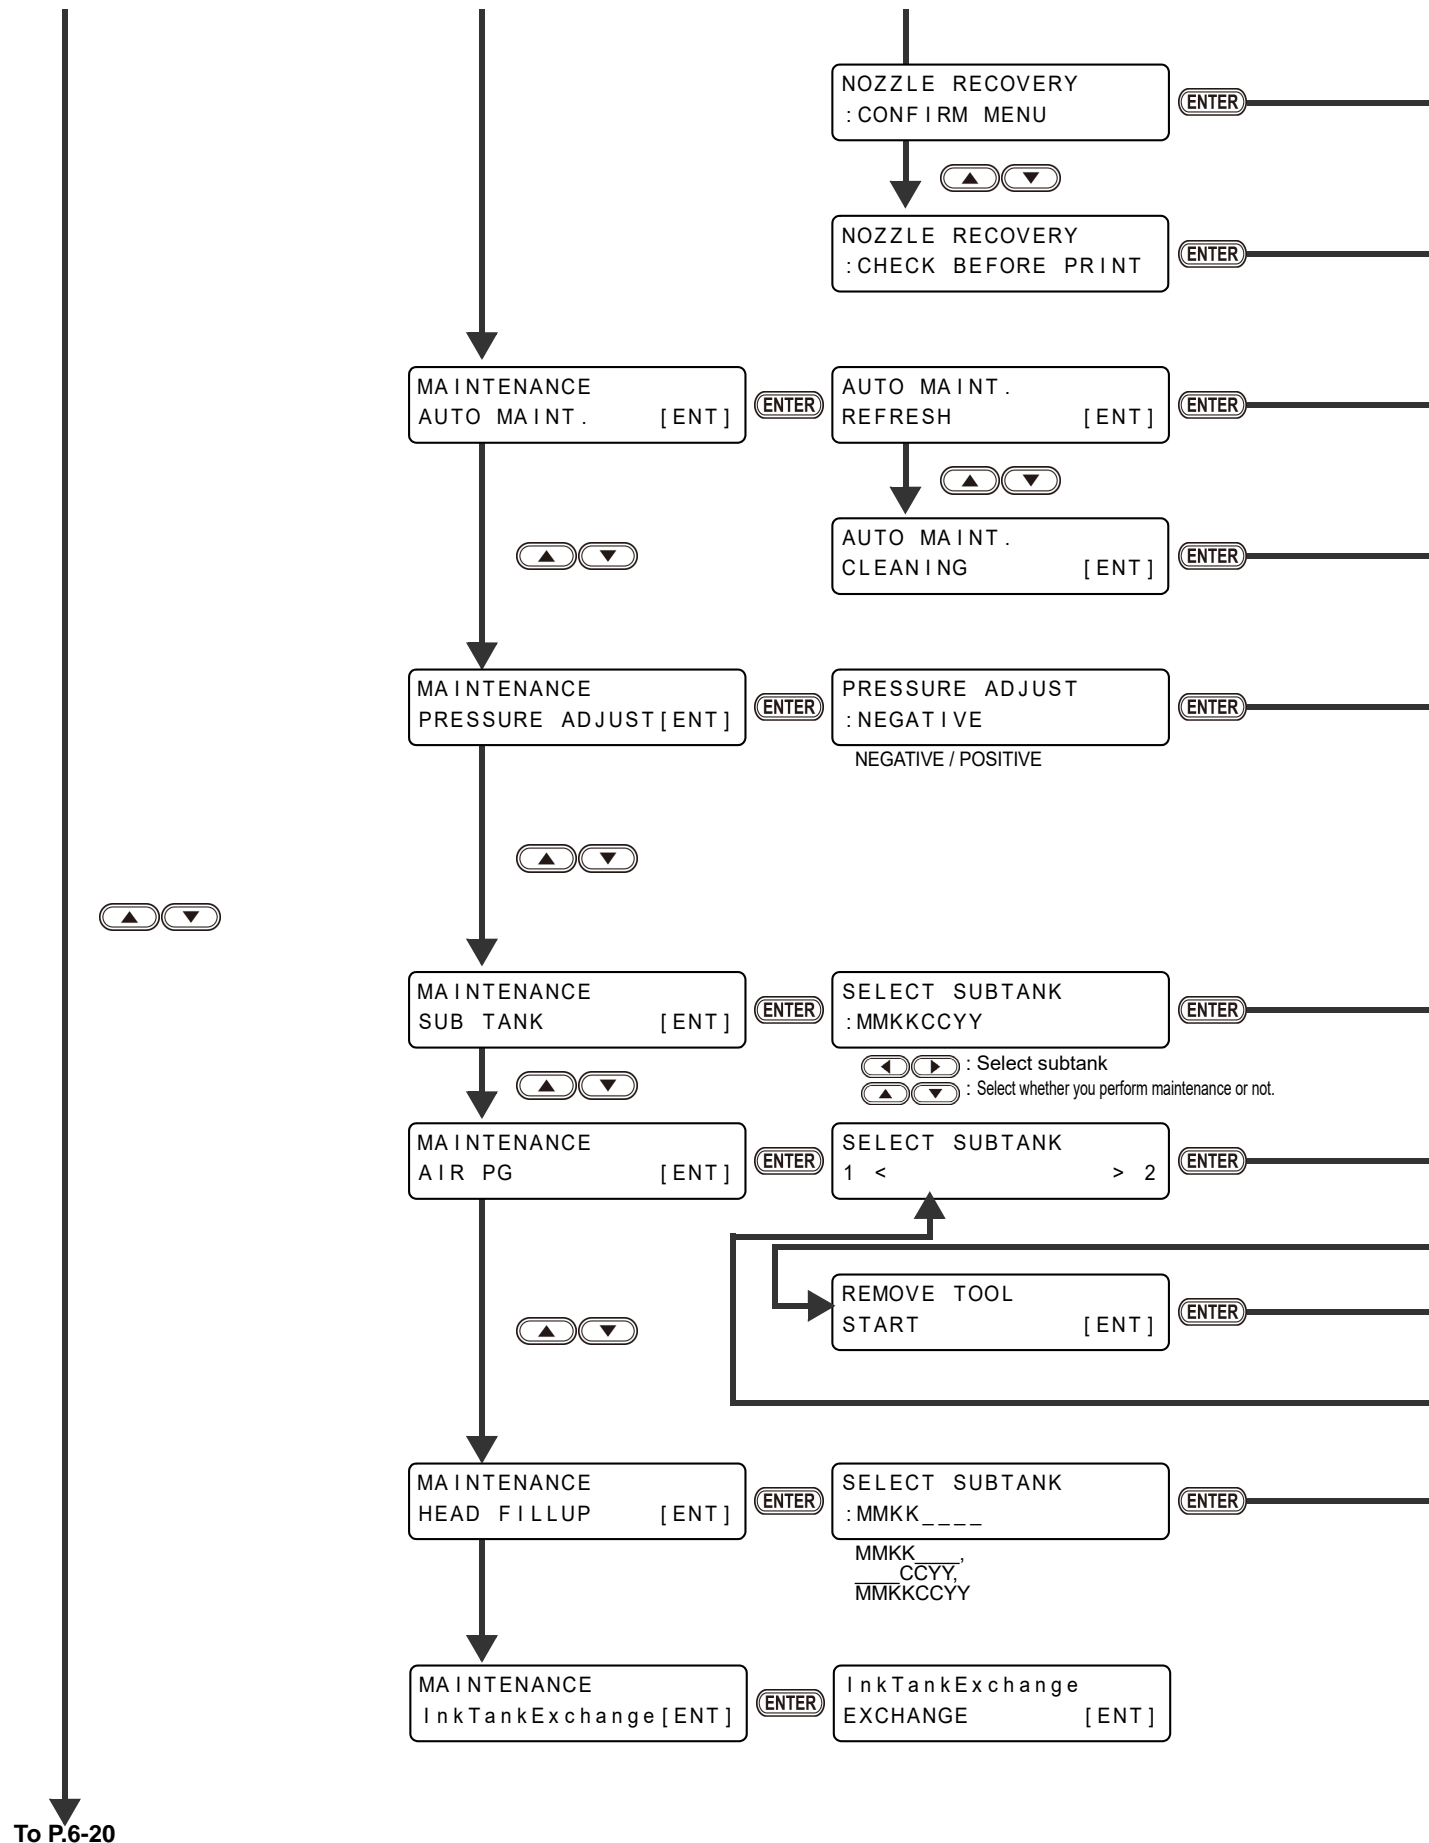 NOZZLE RECOVERY
:CONFIRM MENU
ENTER
NOZZLE RECOVERY
:CHECK BEFORE PRINT
ENTER
MAINTENANCE
AUTO MAINT. [ENT]
ENTER
AUTO MAINT.
REFRESH [ENT]
ENTER
AUTO MAINT.
CLEANING [ENT]
ENTER
MAINTENANCE
PRESSURE ADJUST[ENT]
ENTER
PRESSURE ADJUST
:NEGATIVE
ENTER
NEGATIVE / POSITIVE
MAINTENANCE
SUB TANK [ENT]
ENTER
SELECT SUBTANK
:MMKKCCYY
ENTER
: Select subtank
: Select whether you perform maintenance or not.
MAINTENANCE
AIR PG [ENT]
ENTER
SELECT SUBTANK
1 < > 2
ENTER
REMOVE TOOL
START [ENT]
ENTER
MAINTENANCE
HEAD FILLUP [ENT]
ENTER
SELECT SUBTANK
:MMKK____
ENTER
MMKK____,
____CCYY,
MMKKCCYY
MAINTENANCE
InkTankExchange[ENT]
ENTER
InkTankExchange
EXCHANGE [ENT]
To P.6-20